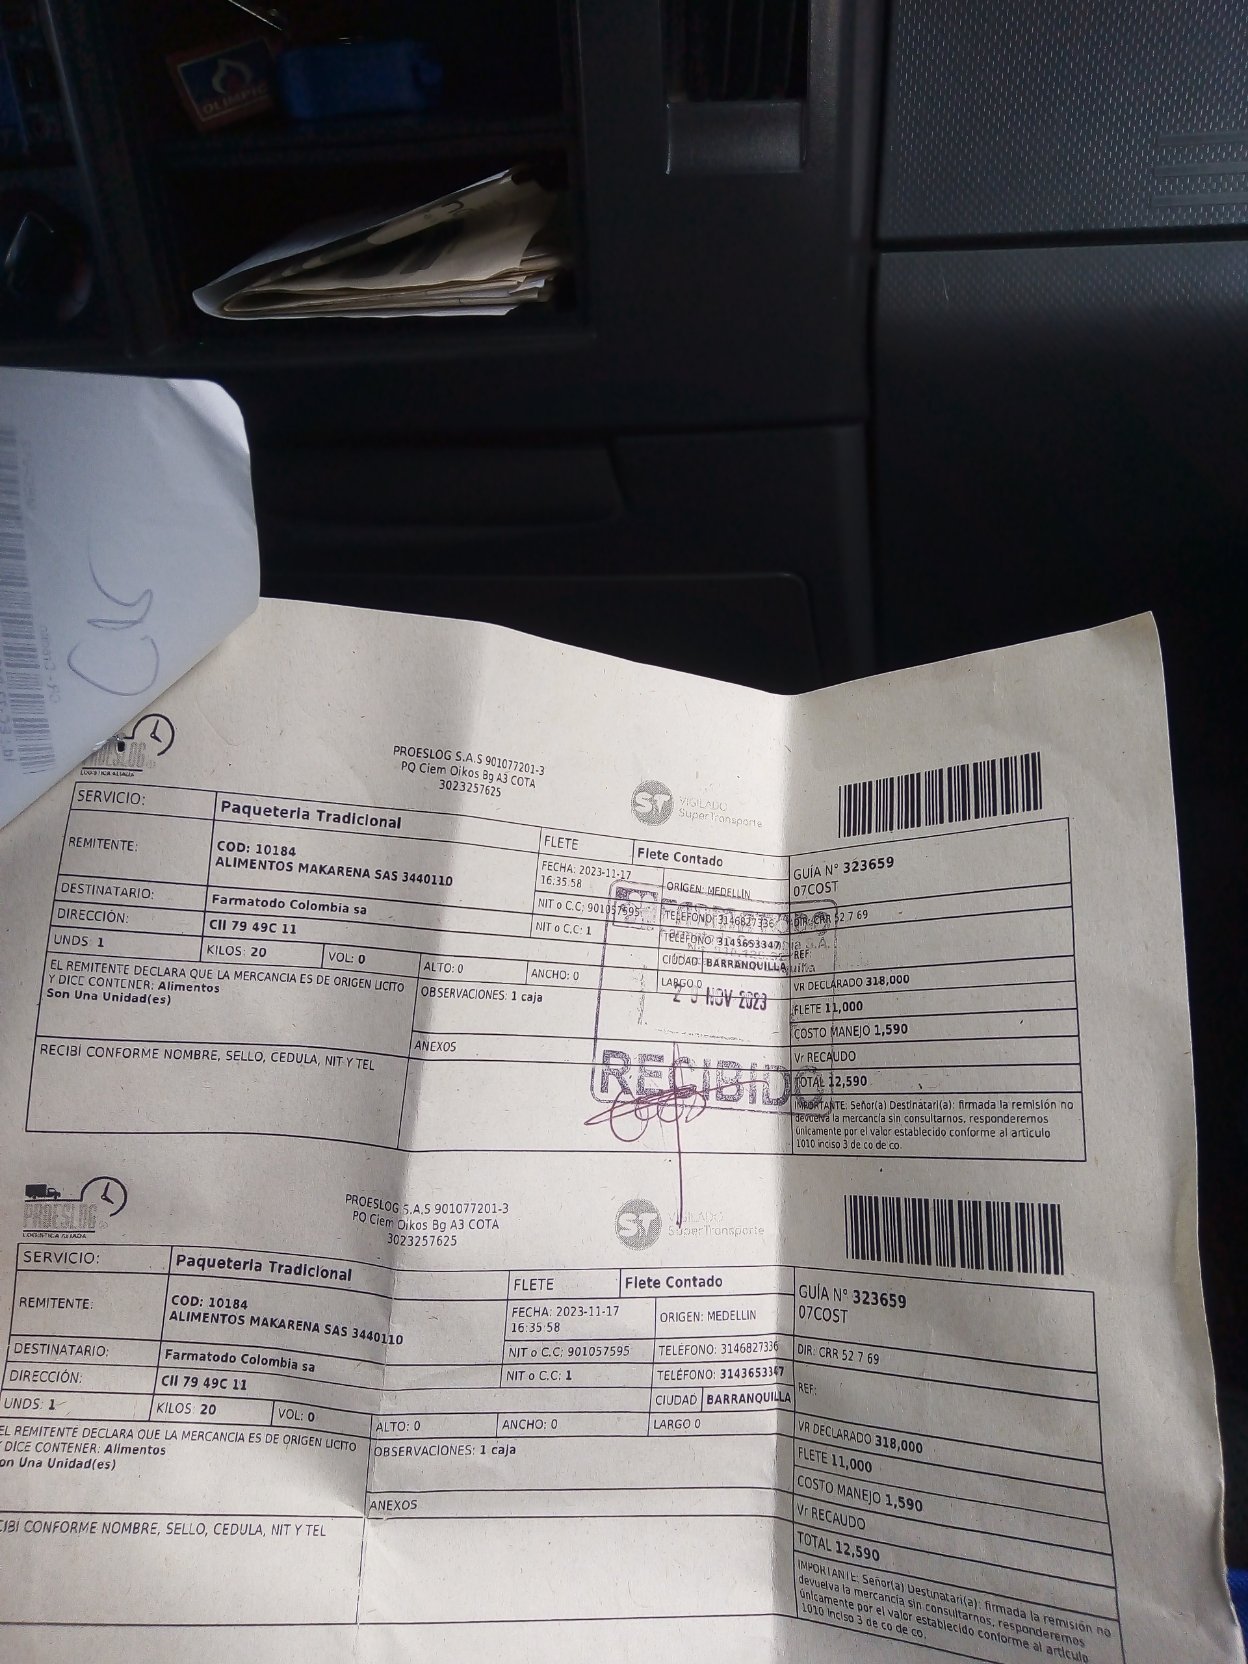 OLIMPIC
PROESLOG S.A.S 901077201-3
PQ Ciem Oikos Bg A3 COTA
3023257625
ST VIGILADO
SuperTransporte
SERVICIO: Paqueteria Tradicional
FLETE Flete Contado
REMITENTE: COD: 10184
ALIMENTOS MAKARENA SAS 3440110
FECHA: 2023-11-17
16:35:58
ORIGEN: MEDELLIN
GUÍA N° 323659
07COST
DESTINATARIO: Farmatodo Colombia sa
NIT o C.C; 901057595 TELÉFONO: 3146827336 DIR: CRR 52 7 69
DIRECCIÓN: Cll 79 49C 11
NIT o C.C: 1 TELÉFONO: 3143653347
CIUDAD BARRANQUILLA REF:
UNDS: 1 KILOS: 20 VOL: 0 ALTO: 0 ANCHO: 0 LARGO 0
VR DECLARADO 318,000
EL REMITENTE DECLARA QUE LA MERCANCIA ES DE ORIGEN LICITO
Y DICE CONTENER: Alimentos
Son Una Unidad(es)
OBSERVACIONES: 1 caja
NOV 2023
FLETE 11,000
COSTO MANEJO 1,590
ANEXOS
Vr RECAUDO
RECIBÍ CONFORME NOMBRE, SELLO, CEDULA, NIT Y TEL
RECIBIDO
TOTAL 12,590
IMPORTANTE: Señor(a) Destinatari(a): firmada la remisión no
devuelva la mercancía sin consultarnos, responderemos
únicamente por el valor establecido conforme al articulo
1010 inciso 3 de co de co.
PROESLOG
LOGISTICA ALIADA
PROESLOG S.A.S 901077201-3
PQ Ciem Oikos Bg A3 COTA
3023257625
ST VIGILADO
SuperTransporte
SERVICIO: Paqueteria Tradicional
FLETE Flete Contado
REMITENTE: COD: 10184
ALIMENTOS MAKARENA SAS 3440110
FECHA: 2023-11-17
16:35:58
ORIGEN: MEDELLIN
GUÍA N° 323659
07COST
DESTINATARIO: Farmatodo Colombia sa
NIT o C.C; 901057595 TELÉFONO: 3146827336 DIR: CRR 52 7 69
DIRECCIÓN: Cll 79 49C 11
NIT o C.C: 1 TELÉFONO: 3143653347
CIUDAD BARRANQUILLA REF:
UNDS: 1 KILOS: 20 VOL: 0 ALTO: 0 ANCHO: 0 LARGO 0
VR DECLARADO 318,000
EL REMITENTE DECLARA QUE LA MERCANCIA ES DE ORIGEN LICITO
DICE CONTENER: Alimentos
on Una Unidad(es)
OBSERVACIONES: 1 caja
FLETE 11,000
COSTO MANEJO 1,590
ANEXOS
Vr RECAUDO
CIBÍ CONFORME NOMBRE, SELLO, CEDULA, NIT Y TEL
TOTAL 12,590
IMPORTANTE: Señor(a) Destinatari(a): firmada la remisión no
devuelva la mercancía sin consultarnos, responderemos
únicamente por el valor establecido conforme al articulo
1010 inciso 3 de co de co.